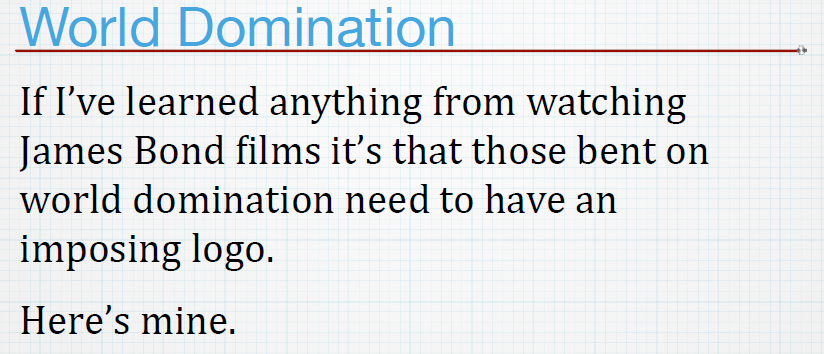 World Domination
If I’ve learned anything from watching
James Bond films it’s that those bent on
world domination need to have an
imposing logo.
Here’s mine.